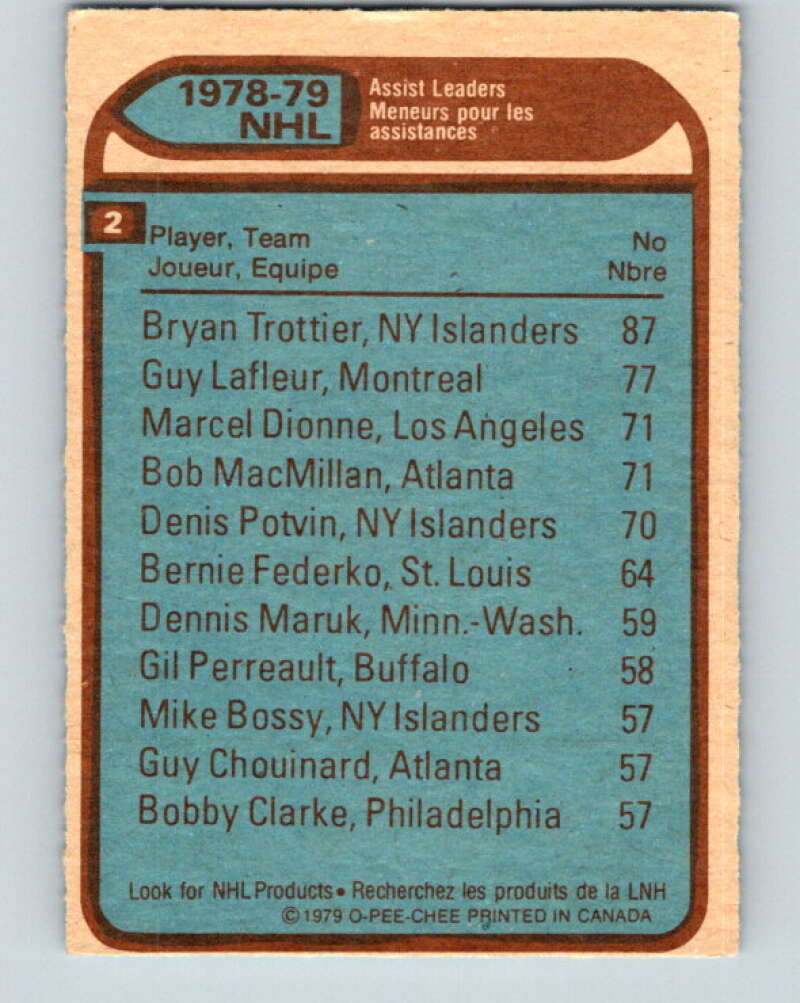 1978-79 NHL
Assist Leaders
Meneurs pour les
assistances
2
Player, Team No
Joueur, Equipe Nbre
Bryan Trottier, NY Islanders 87
Guy Lafleur, Montreal 77
Marcel Dionne, Los Angeles 71
Bob MacMillan, Atlanta 71
Denis Potvin, NY Islanders 70
Bernie Federko, St. Louis 64
Dennis Maruk, Minn.-Wash. 59
Gil Perreault, Buffalo 58
Mike Bossy, NY Islanders 57
Guy Chouinard, Atlanta 57
Bobby Clarke, Philadelphia 57
Look for NHL Products • Recherchez les produits de la LNH
© 1979 O-PEE-CHEE PRINTED IN CANADA